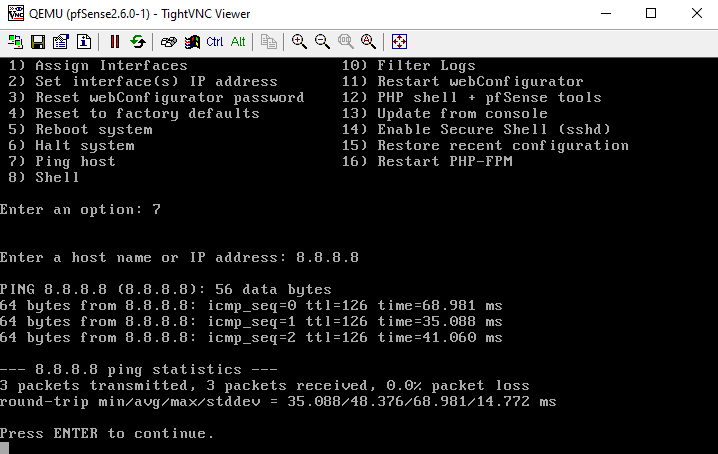 QEMU (pfSense2.6.0-1) - TightVNC Viewer
Ctrl Alt
1) Assign Interfaces 10) Filter Logs
2) Set interface(s) IP address 11) Restart webConfigurator
3) Reset webConfigurator password 12) PHP shell + pfSense tools
4) Reset to factory defaults 13) Update from console
5) Reboot system 14) Enable Secure Shell (sshd)
6) Halt system 15) Restore recent configuration
7) Ping host 16) Restart PHP-FPM
8) Shell
Enter an option: 7
Enter a host name or IP address: 8.8.8.8
PING 8.8.8.8 (8.8.8.8): 56 data bytes
64 bytes from 8.8.8.8: icmp_seq=0 ttl=126 time=68.981 ms
64 bytes from 8.8.8.8: icmp_seq=1 ttl=126 time=35.088 ms
64 bytes from 8.8.8.8: icmp_seq=2 ttl=126 time=41.060 ms
--- 8.8.8.8 ping statistics ---
3 packets transmitted, 3 packets received, 0.0% packet loss
round-trip min/avg/max/stddev = 35.088/48.376/68.981/14.772 ms
Press ENTER to continue.